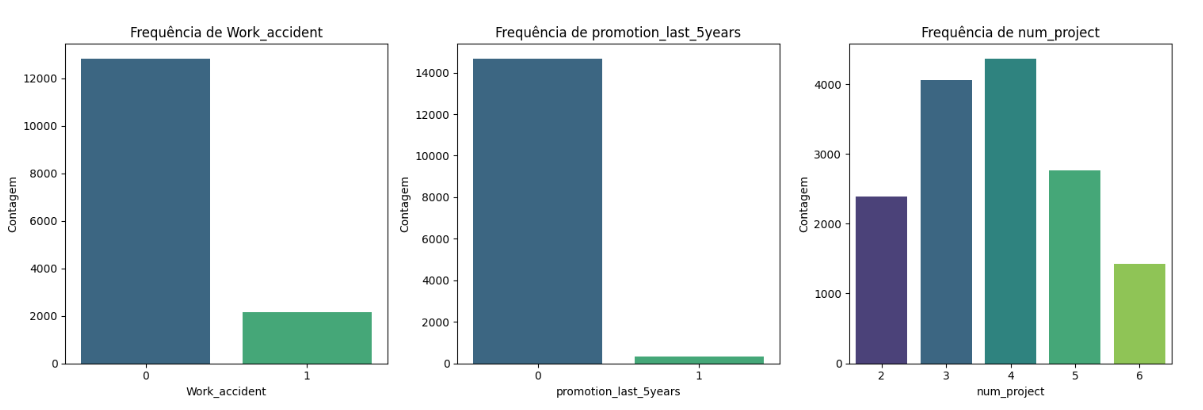 Frequência de Work_accident
12000
10000
8000
6000
4000
2000
0
Contagem
0 1
Work_accident
Frequência de promotion_last_5years
14000
12000
10000
8000
6000
4000
2000
0
Contagem
0 1
promotion_last_5years
Frequência de num_project
4000
3000
2000
1000
0
Contagem
2 3 4 5 6
num_project